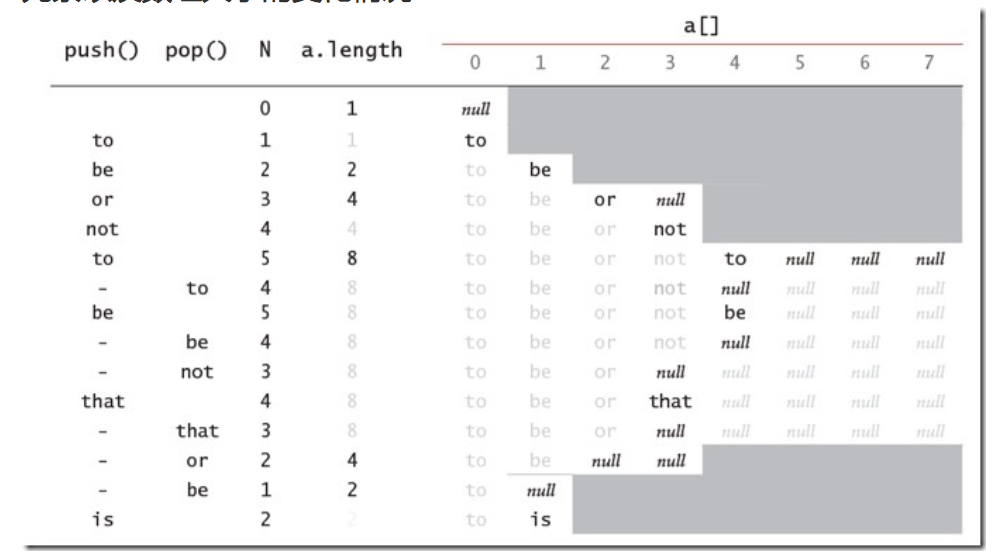 push() pop() N a.length a[]
0 1 2 3 4 5 6 7
0 1 null
to 1 1 to
be 2 2 to be
or 3 4 to be or null
not 4 4 to be or not
to 5 8 to be or not to null null null
- to 4 8 to be or not null null null null
be 5 8 to be or not be null null null
- be 4 8 to be or not null null null null
- not 3 8 to be or null null null null null
that 4 8 to be or that null null null null
- that 3 8 to be or null null null null null
- or 2 4 to be null null
- be 1 2 to null
is 2 2 to is